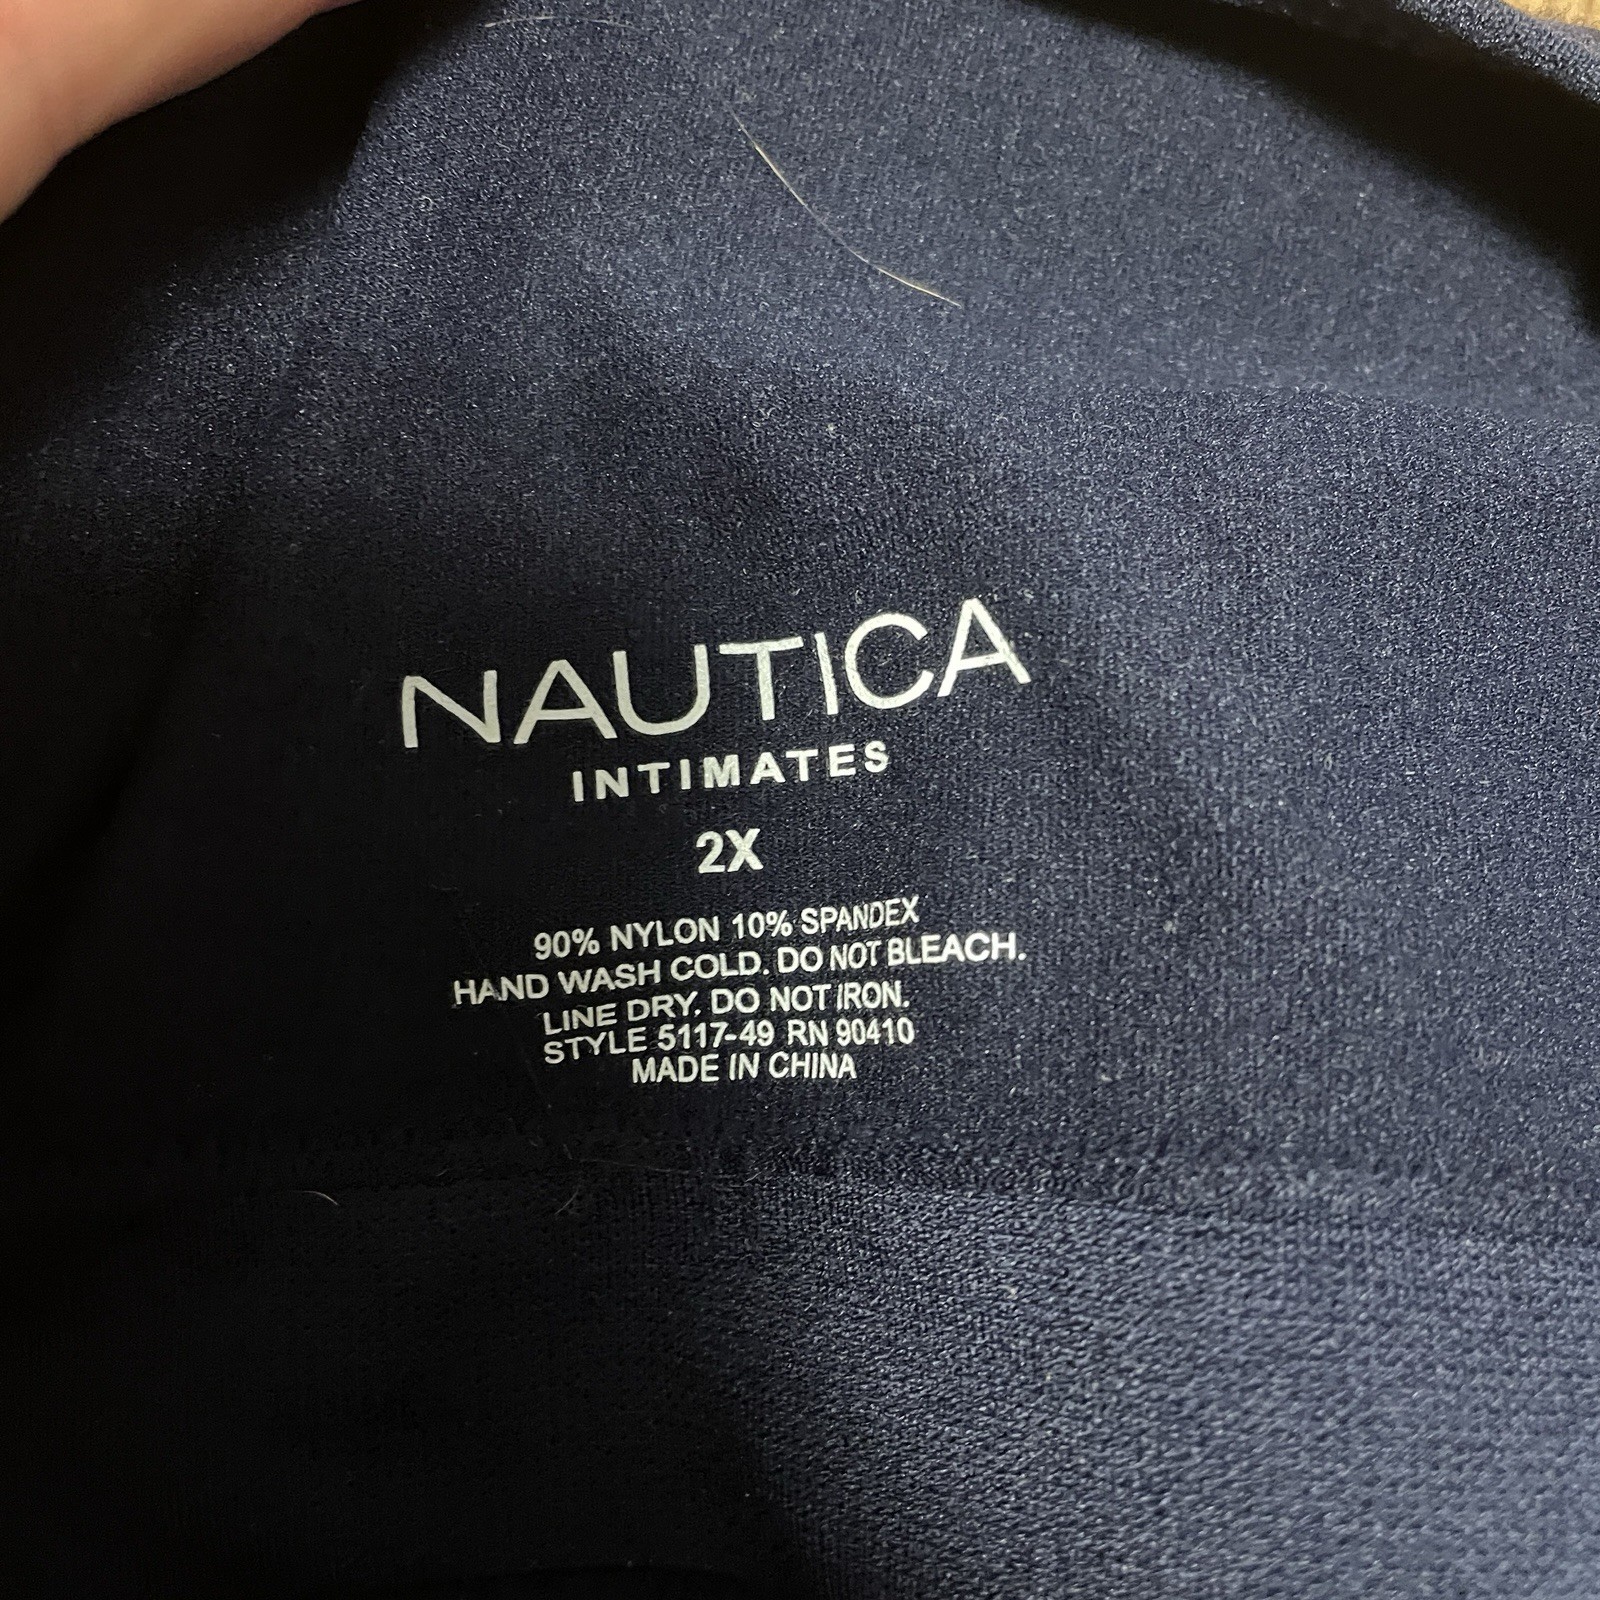 NAUTICA
INTIMATES
2X
90% NYLON 10% SPANDEX
HAND WASH COLD. DO NOT BLEACH.
LINE DRY. DO NOT IRON.
STYLE 5117-49 RN 90410
MADE IN CHINA